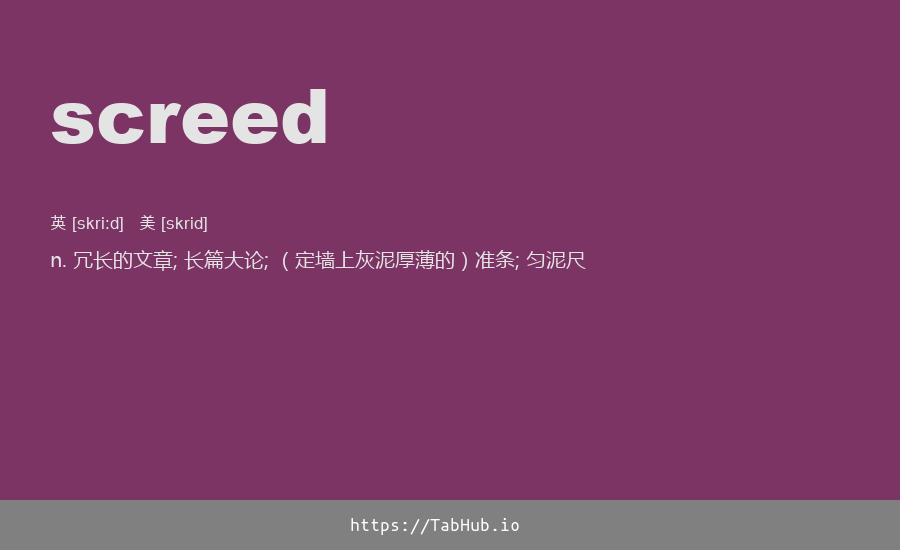 screed
英 [skri:d] 美 [skrid]
n. 冗长的文章; 长篇大论; （定墙上灰泥厚薄的）准条; 匀泥尺
https://TabHub.io